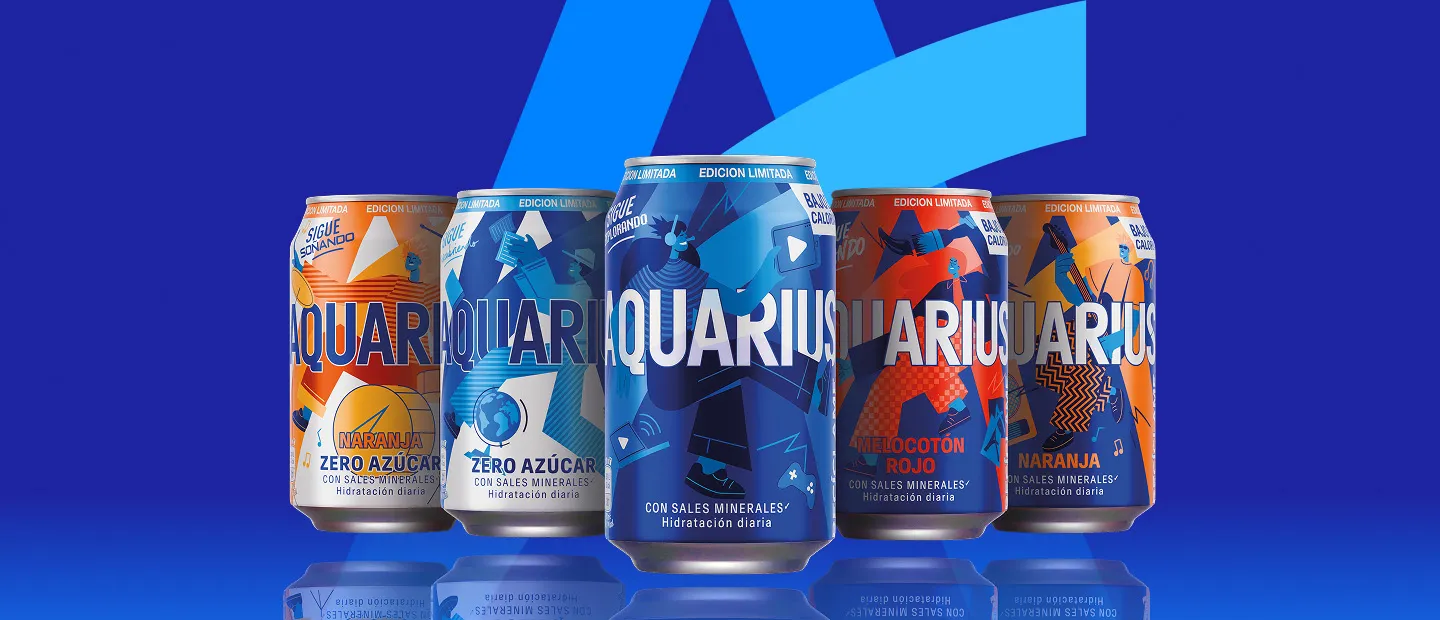 EDICION LIMITADA
SIGUE
SOÑANDO
AQUARI
NARANJA
ZERO AZÚCAR
CON SALES MINERALES✓
Hidratación diaria
EDICION LIMITADA
AQUARI
ZERO AZÚCAR
CON SALES MINERALES✓
Hidratación diaria
EDICION LIMITADA
SIGUE
AQUARIUS
CON SALES MINERALES✓
Hidratación diaria
EDICION LIMITADA
QUARIUS
MELOCOTÓN
ROJO
CON SALES MINERALES✓
Hidratación diaria
EDICION LIMITADA
UARIUS
NARANJA
CON SALES MINERALES✓
Hidratación diaria